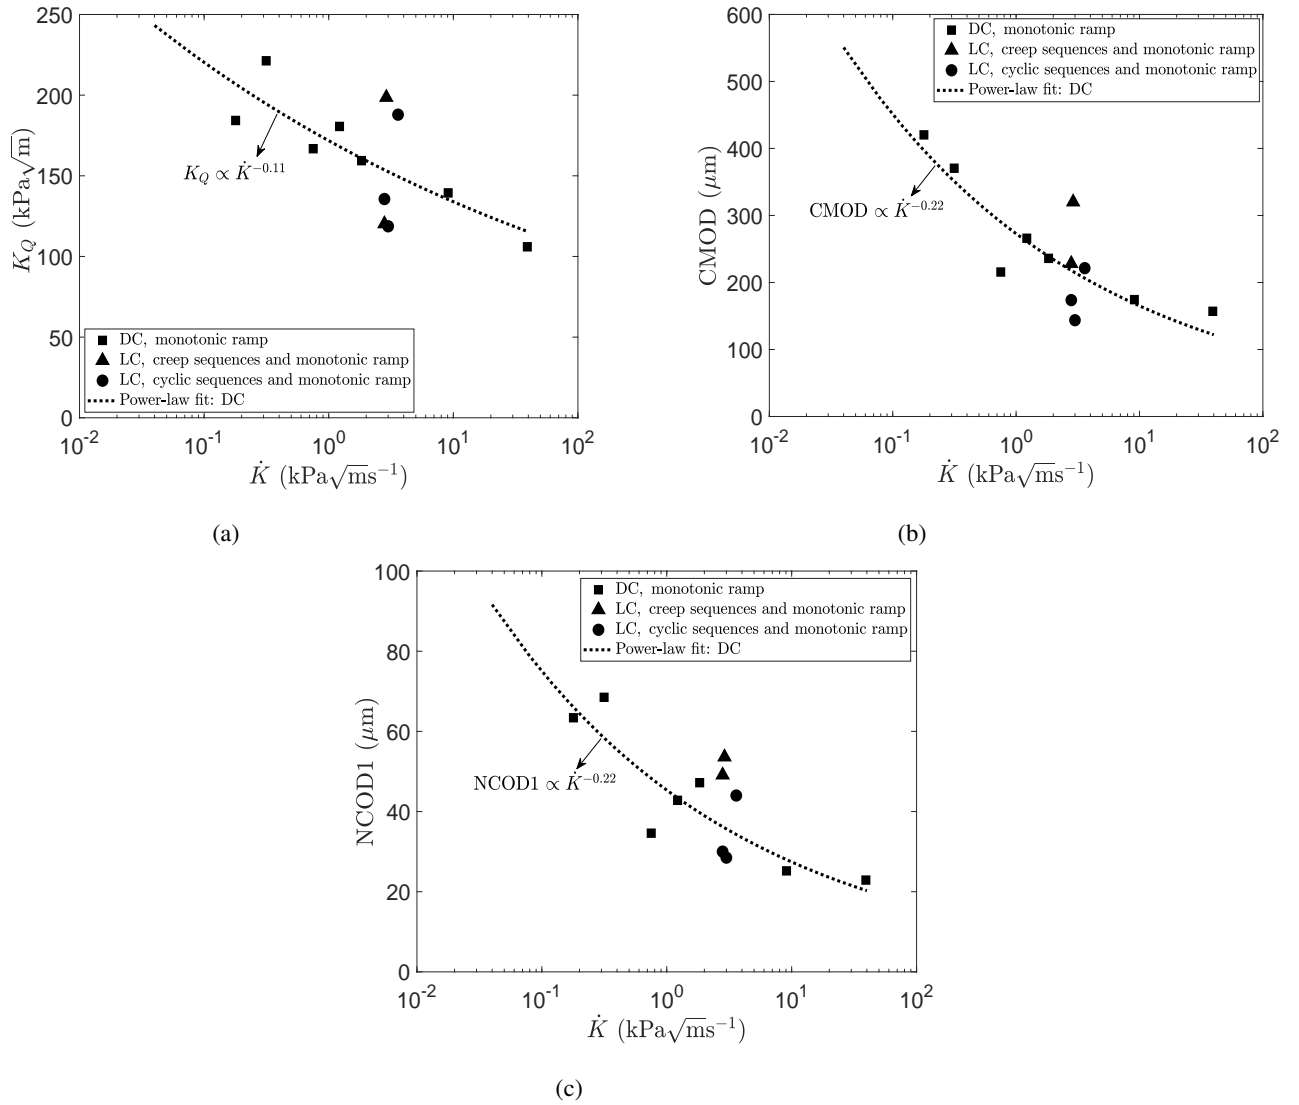 250
200
150
100
50
0
K_Q (kPa√m)
K_Q ∝ K̇^−0.11
DC, monotonic ramp
LC, creep sequences and monotonic ramp
LC, cyclic sequences and monotonic ramp
Power-law fit: DC
10^-2 10^-1 10^0 10^1 10^2
K̇ (kPa√ms^−1)
(a)
600
500
400
300
200
100
0
CMOD (μm)
DC, monotonic ramp
LC, creep sequences and monotonic ramp
LC, cyclic sequences and monotonic ramp
Power-law fit: DC
CMOD ∝ K̇^−0.22
10^-2 10^-1 10^0 10^1 10^2
K̇ (kPa√ms^−1)
(b)
100
80
60
40
20
0
NCOD1 (μm)
DC, monotonic ramp
LC, creep sequences and monotonic ramp
LC, cyclic sequences and monotonic ramp
Power-law fit: DC
NCOD1 ∝ K̇^−0.22
10^-2 10^-1 10^0 10^1 10^2
K̇ (kPa√ms^−1)
(c)